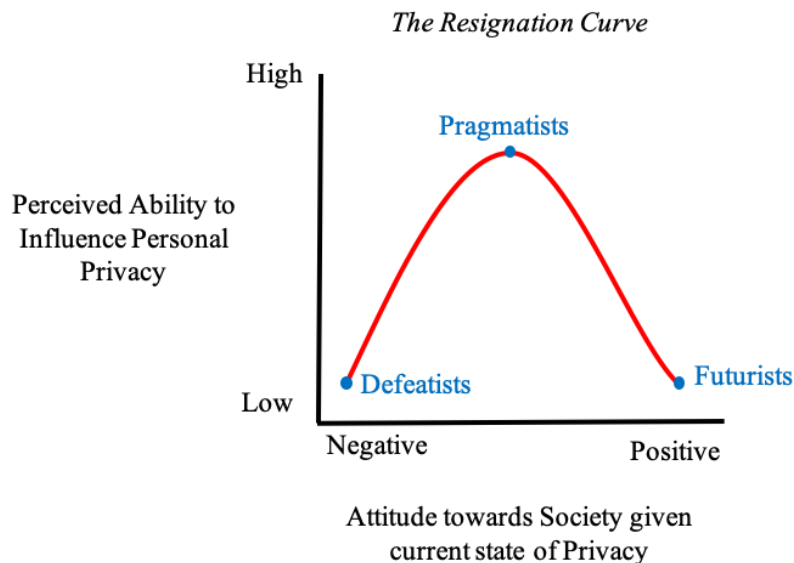 The Resignation Curve
High
Pragmatists
Perceived Ability to
Influence Personal
Privacy
Defeatists
Futurists
Low
Negative
Positive
Attitude towards Society given
current state of Privacy